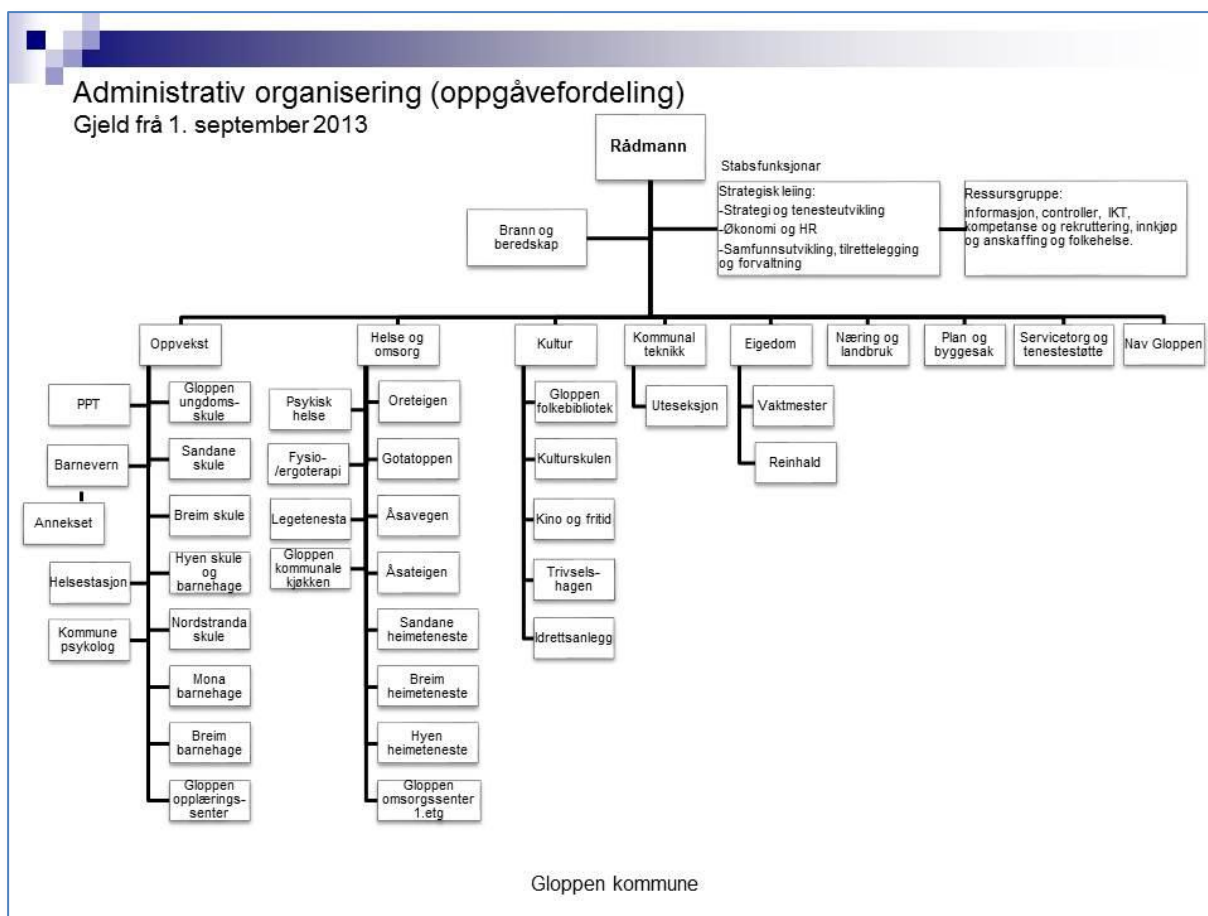 Administrativ organisering (oppgåvefordeling)
Gjeld frå 1. september 2013
Rådmann
Stabsfunksjonar
Strategisk leiing:
-Strategi og tenesteutvikling
-Økonomi og HR
-Samfunnsutvikling, tilrettelegging
og forvaltning
Ressursgruppe:
informasjon, controller, IKT,
kompetanse og rekruttering, innkjøp
og anskaffing og folkehelse.
Brann og
beredskap
Oppvekst
Helse og
omsorg
Kultur
Kommunal
teknikk
Eigedom
Næring og
landbruk
Plan og
byggesak
Servicetorg og
tenestestøtte
Nav Gloppen
PPT
Barnevern
Annekset
Helsestasjon
Kommune
psykolog
Gloppen
ungdoms-
skule
Sandane
skule
Breim skule
Hyen skule
og
barnehage
Nordstranda
skule
Mona
barnehage
Breim
barnehage
Gloppen
opplærings-
senter
Psykisk
helse
Fysio-
/ergoterapi
Legetenesta
Gloppen
kommunale
kjøkken
Oreteigen
Gotatoppen
Åsavegen
Åsateigen
Sandane
heimeteneste
Breim
heimeteneste
Hyen
heimeteneste
Gloppen
omsorgssenter
1.etg
Gloppen
folkebibliotek
Kulturskulen
Kino og fritid
Trivsels-
hagen
Idrettsanlegg
Uteseksjon
Vaktmester
Reinhald
Gloppen kommune